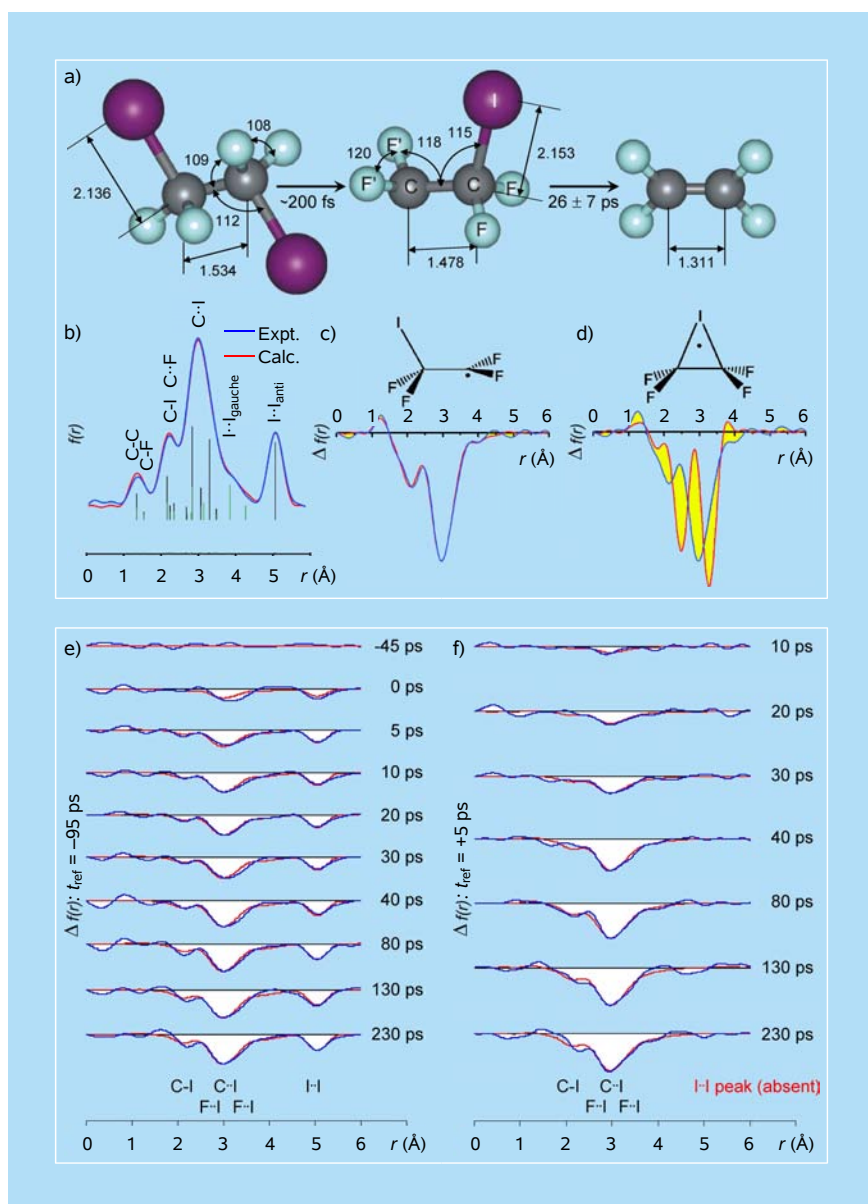 a)
108
109
2.136
112
1.534
~200 fs
I
F'
118
115
120
2.153
F'
C
C
F
F
1.478
26 ± 7 ps
1.311
b)
f(r)
C-C
C-F
C-I
C··F
C··I
Expt.
Calc.
I··Igauche
I··Ianti
0 1 2 3 4 5 r (Å)
c)
I
F
F
F
F
Δ f(r)
0 1 2 3 4 5 6
r (Å)
d)
I
F
F
F
F
Δ f(r)
0 1 2 3 4 5 6
r (Å)
e)
Δ f(r): tref = –95 ps
-45 ps
0 ps
5 ps
10 ps
20 ps
30 ps
40 ps
80 ps
130 ps
230 ps
C-I C··I I··I
F··I F··I
0 1 2 3 4 5 6 r (Å)
f)
Δ f(r): tref = +5 ps
10 ps
20 ps
30 ps
40 ps
80 ps
130 ps
230 ps
C-I C··I I··I peak (absent)
F··I F··I
0 1 2 3 4 5 6 r (Å)